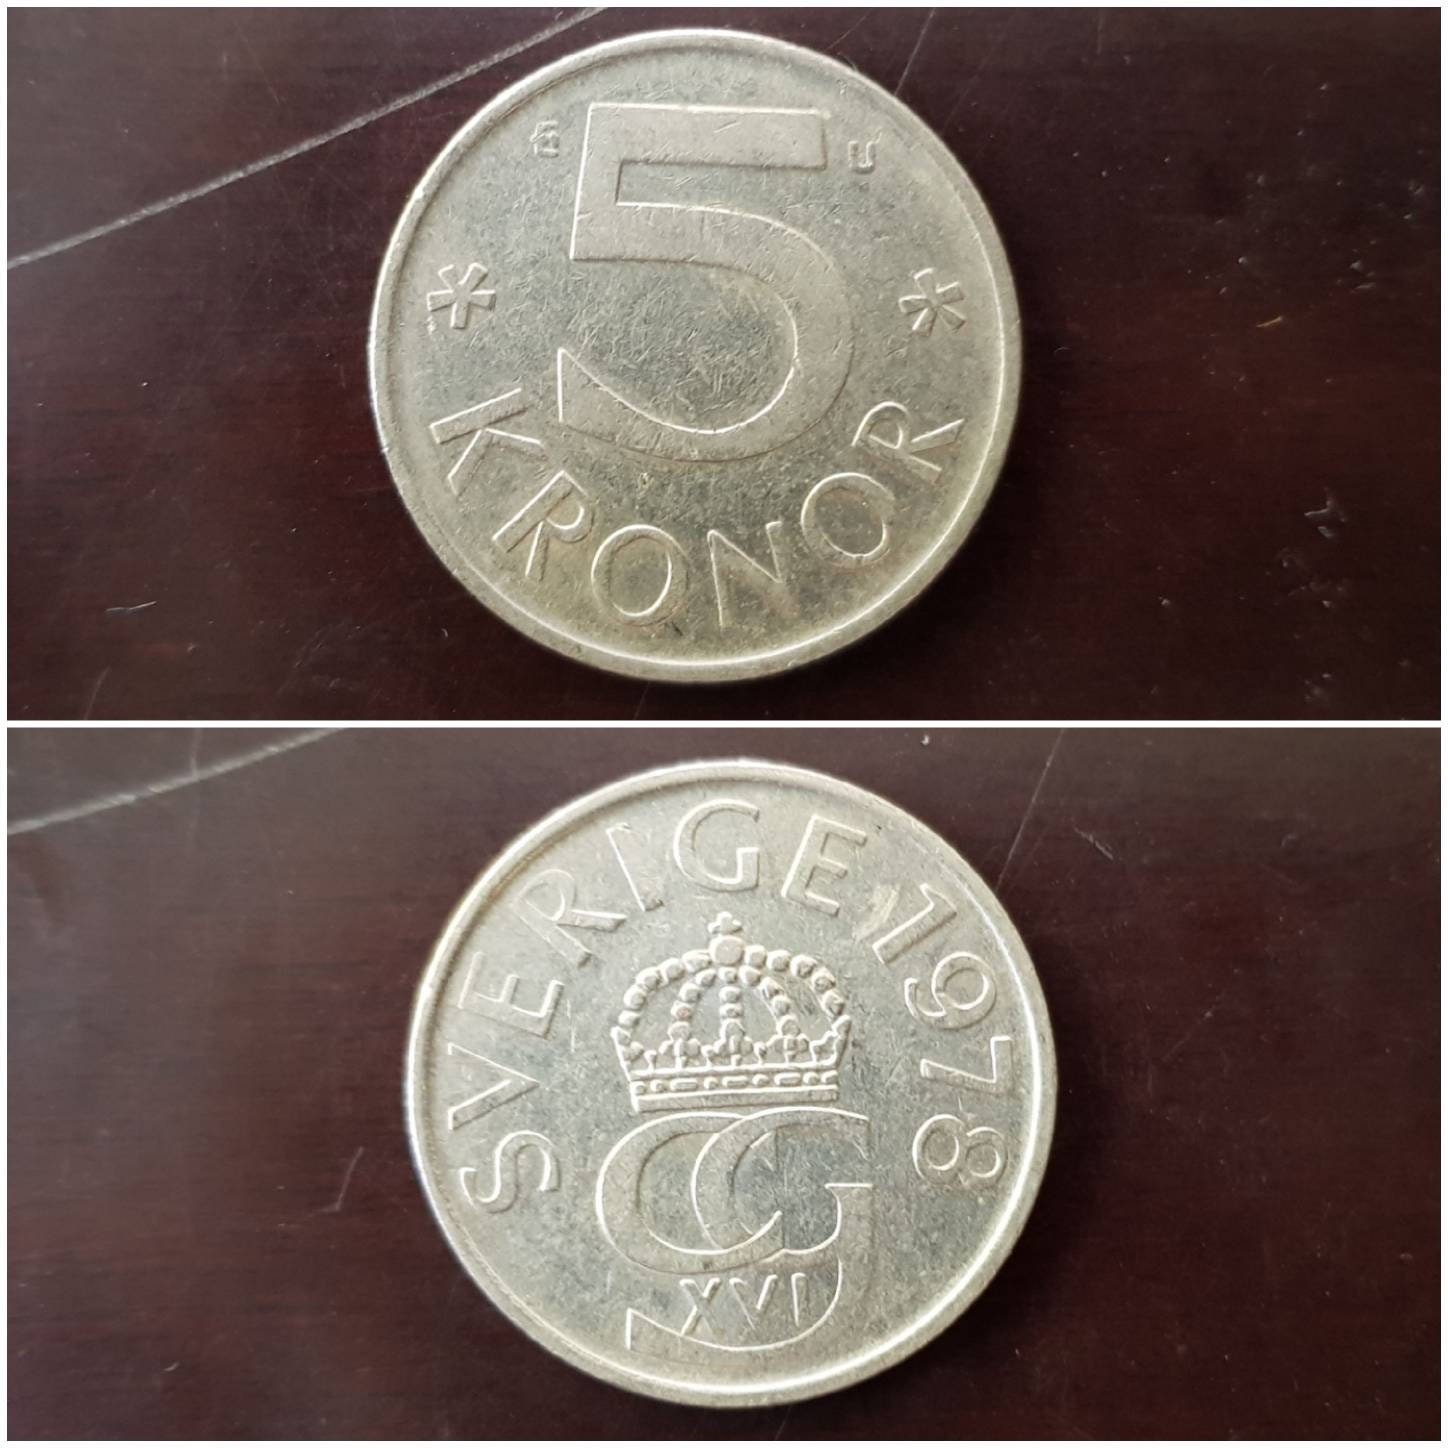 5
U
KRONOR
SVERIGE 1978
CG
XVI